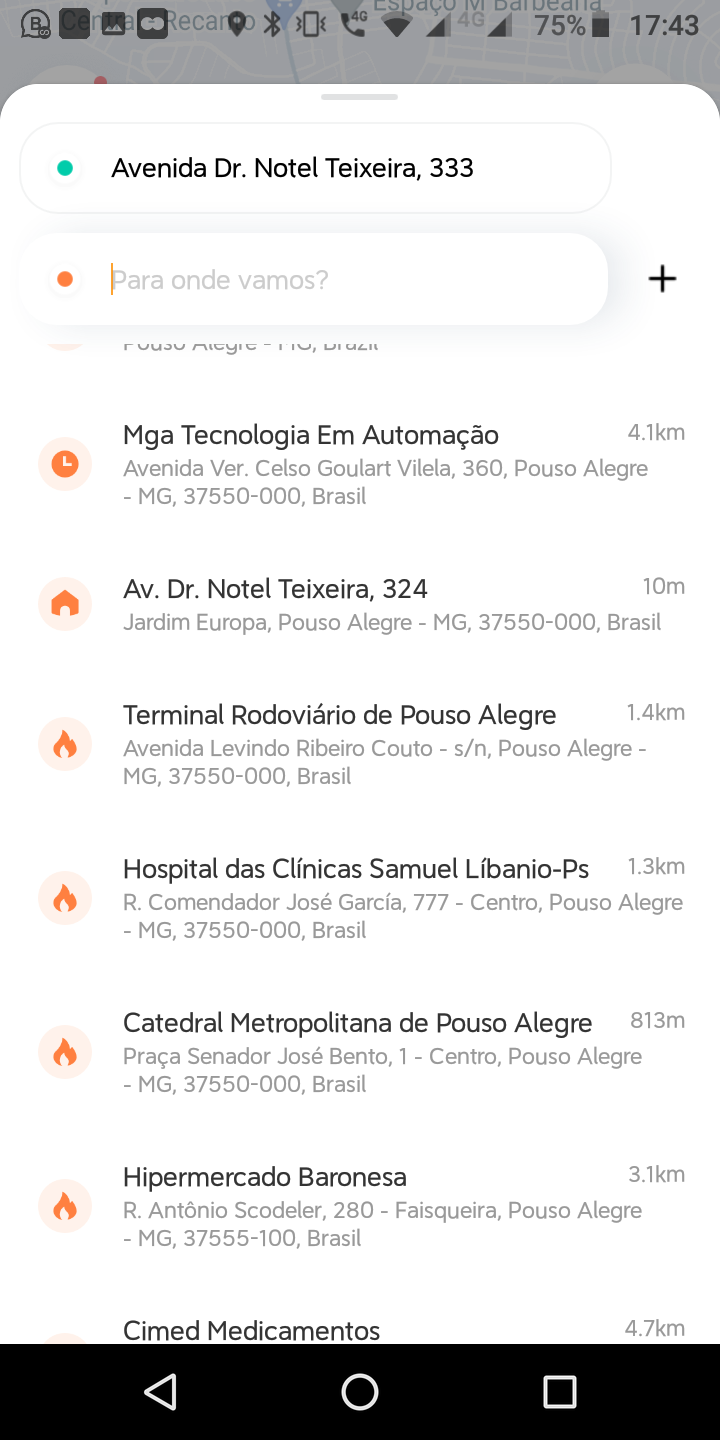 Espaço M Barbearia
Central Recanto
4G
4G
75%
17:43
Avenida Dr. Notel Teixeira, 333
Para onde vamos?
Pouso Alegre - MG, Brazil
Mga Tecnologia Em Automação
4.1km
Avenida Ver. Celso Goulart Vilela, 360, Pouso Alegre
- MG, 37550-000, Brasil
Av. Dr. Notel Teixeira, 324
10m
Jardim Europa, Pouso Alegre - MG, 37550-000, Brasil
Terminal Rodoviário de Pouso Alegre
1.4km
Avenida Levindo Ribeiro Couto - s/n, Pouso Alegre -
MG, 37550-000, Brasil
Hospital das Clínicas Samuel Líbanio-Ps
1.3km
R. Comendador José García, 777 - Centro, Pouso Alegre
- MG, 37550-000, Brasil
Catedral Metropolitana de Pouso Alegre
813m
Praça Senador José Bento, 1 - Centro, Pouso Alegre
- MG, 37550-000, Brasil
Hipermercado Baronesa
3.1km
R. Antônio Scodeler, 280 - Faisqueira, Pouso Alegre
- MG, 37555-100, Brasil
Cimed Medicamentos
4.7km